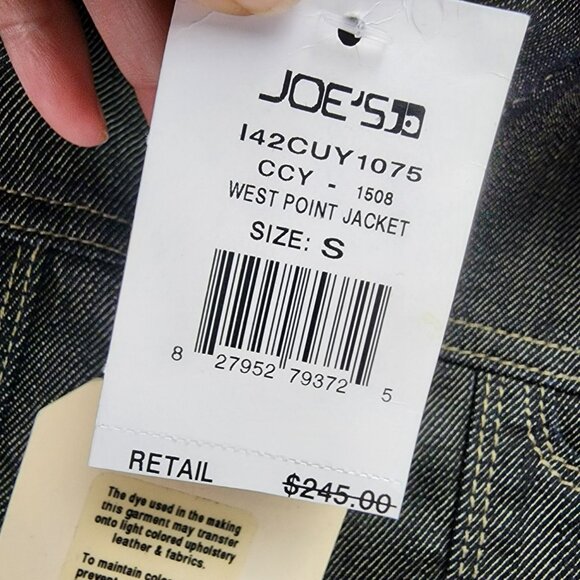 JOE'S
I42CUY1075
CCY - 1508
WEST POINT JACKET
SIZE: S
8 27952 79372 5
RETAIL $245.00
The dye used in the making
this garment may transfer
onto light colored upholstery
leather & fabrics.
To maintain